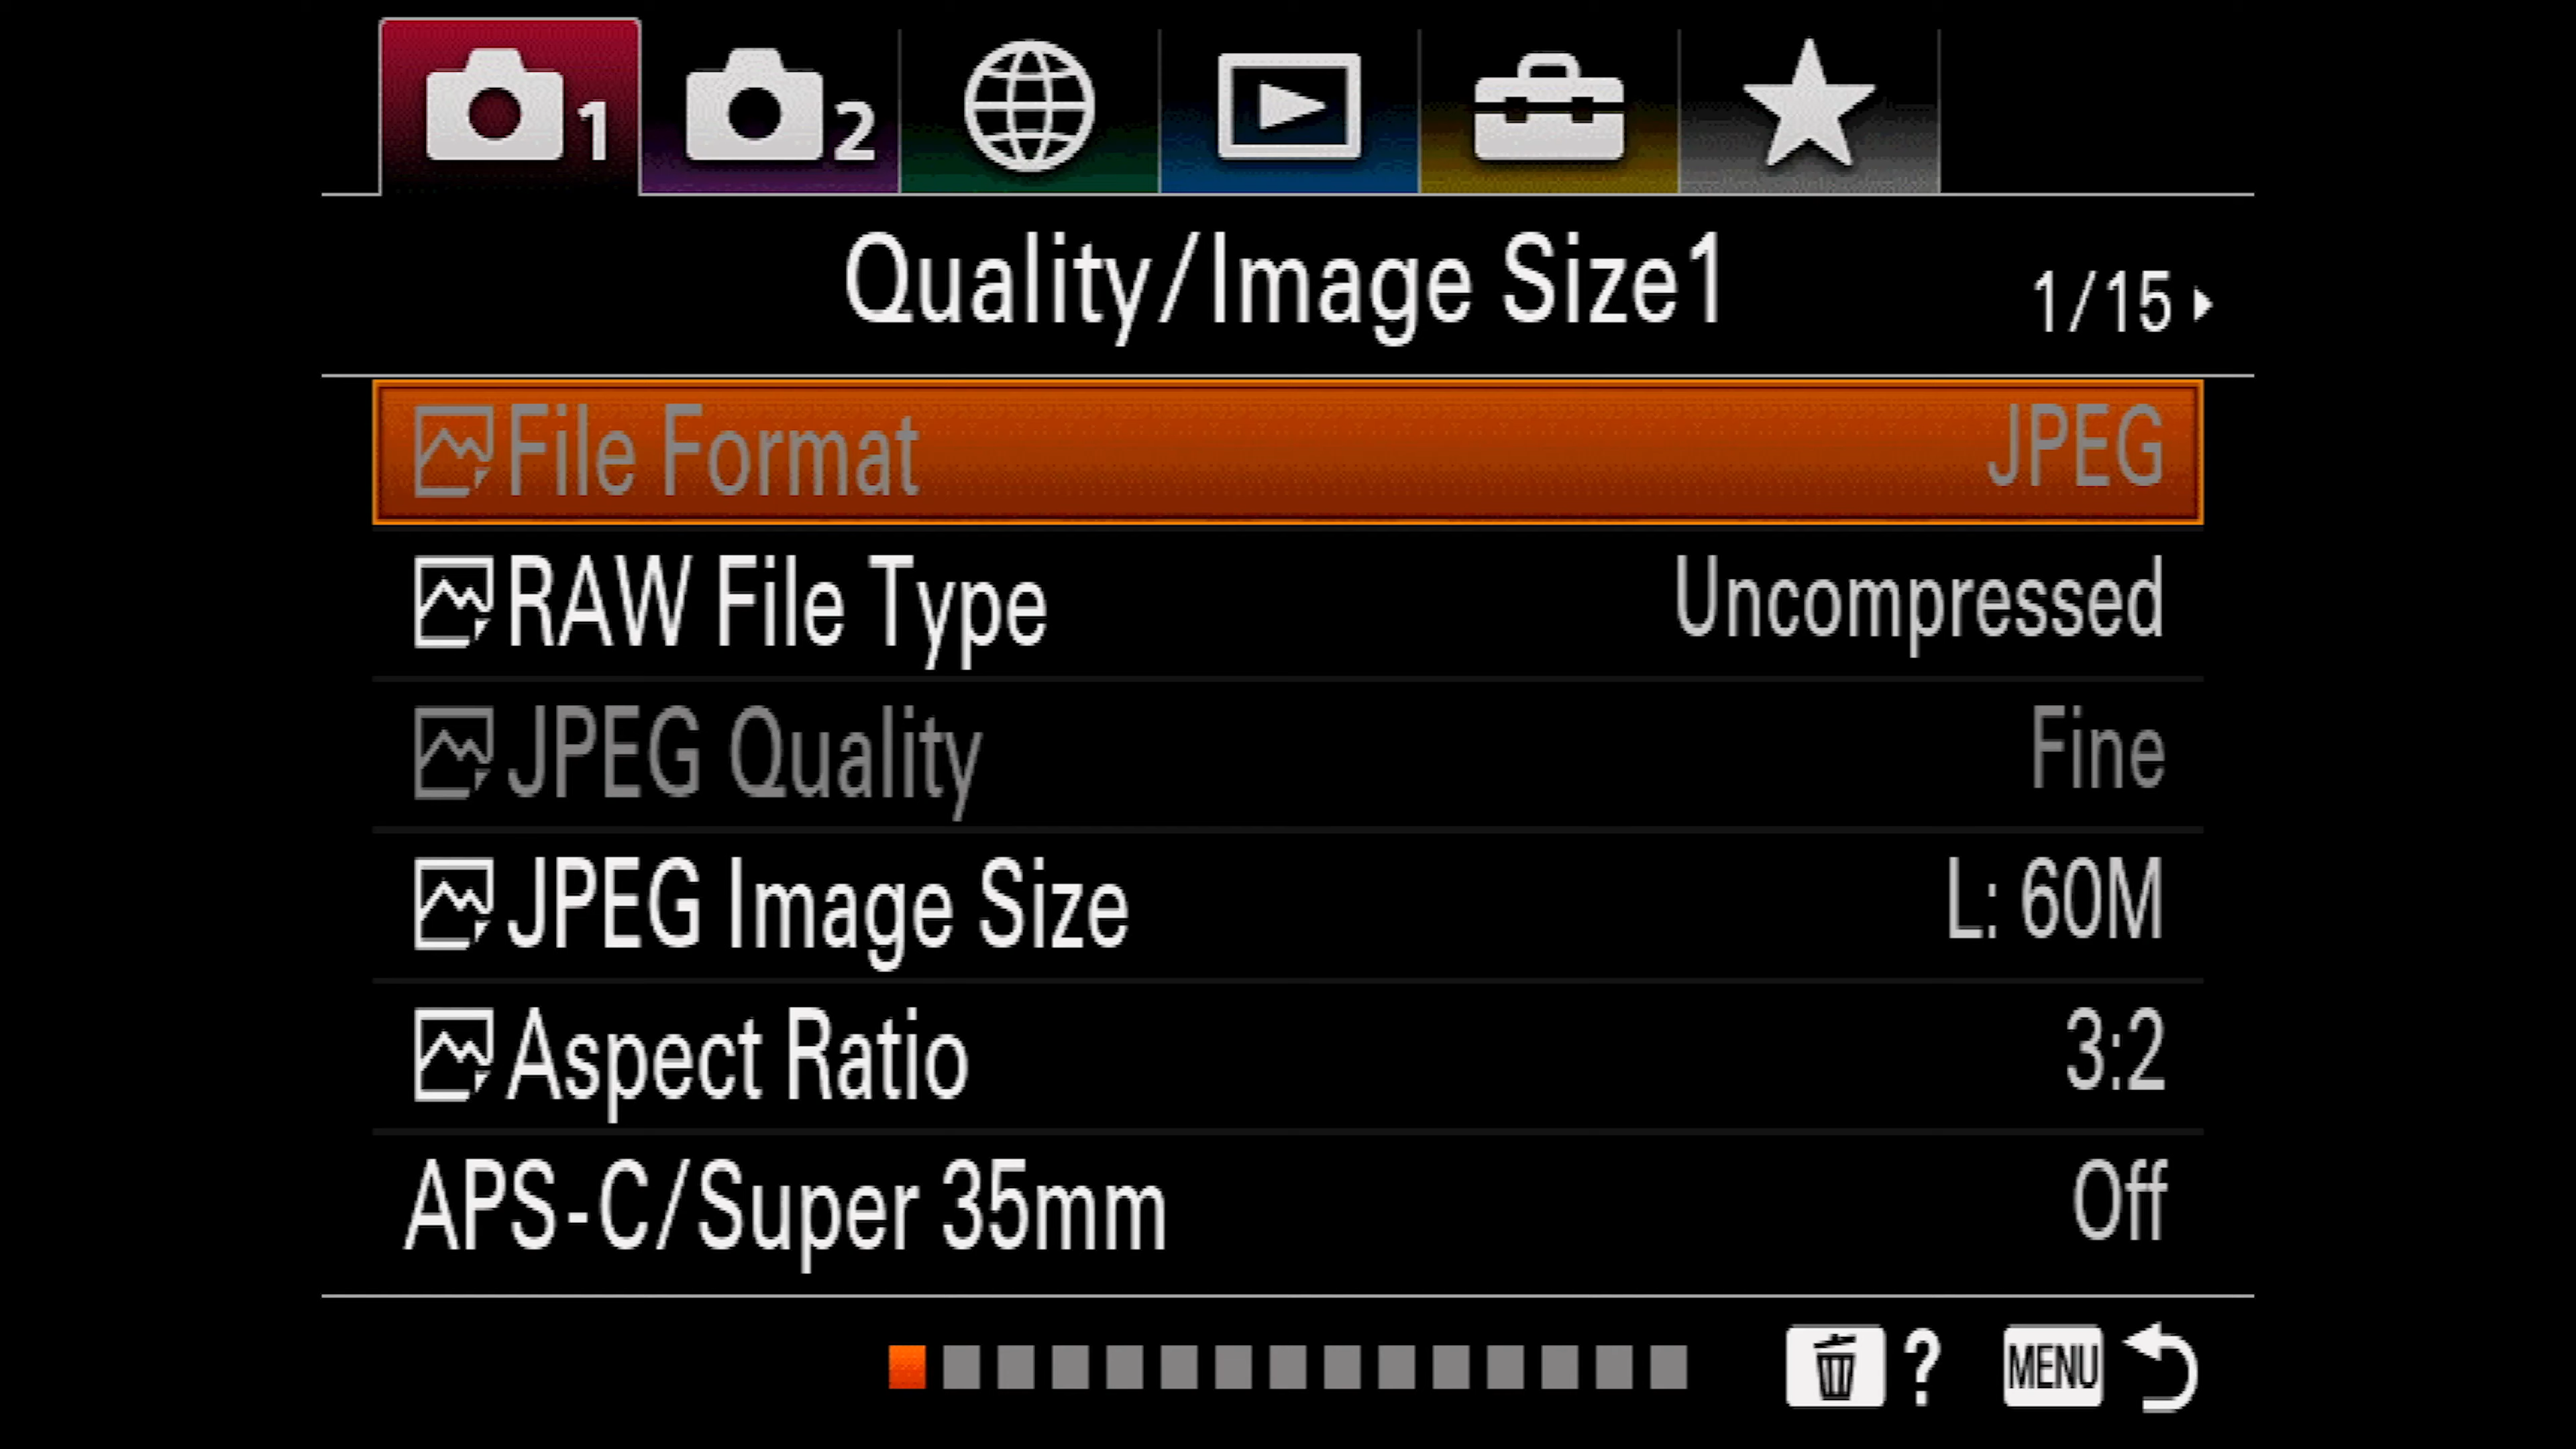 1
2
Quality/Image Size1
1/15
File Format JPEG
RAW File Type Uncompressed
JPEG Quality Fine
JPEG Image Size L: 60M
Aspect Ratio 3:2
APS-C/Super 35mm Off
? MENU